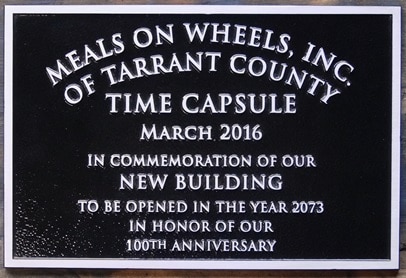 MEALS ON WHEELS, INC.
OF TARRANT COUNTY
TIME CAPSULE
MARCH 2016
IN COMMEMORATION OF OUR
NEW BUILDING
TO BE OPENED IN THE YEAR 2073
IN HONOR OF OUR
100TH ANNIVERSARY